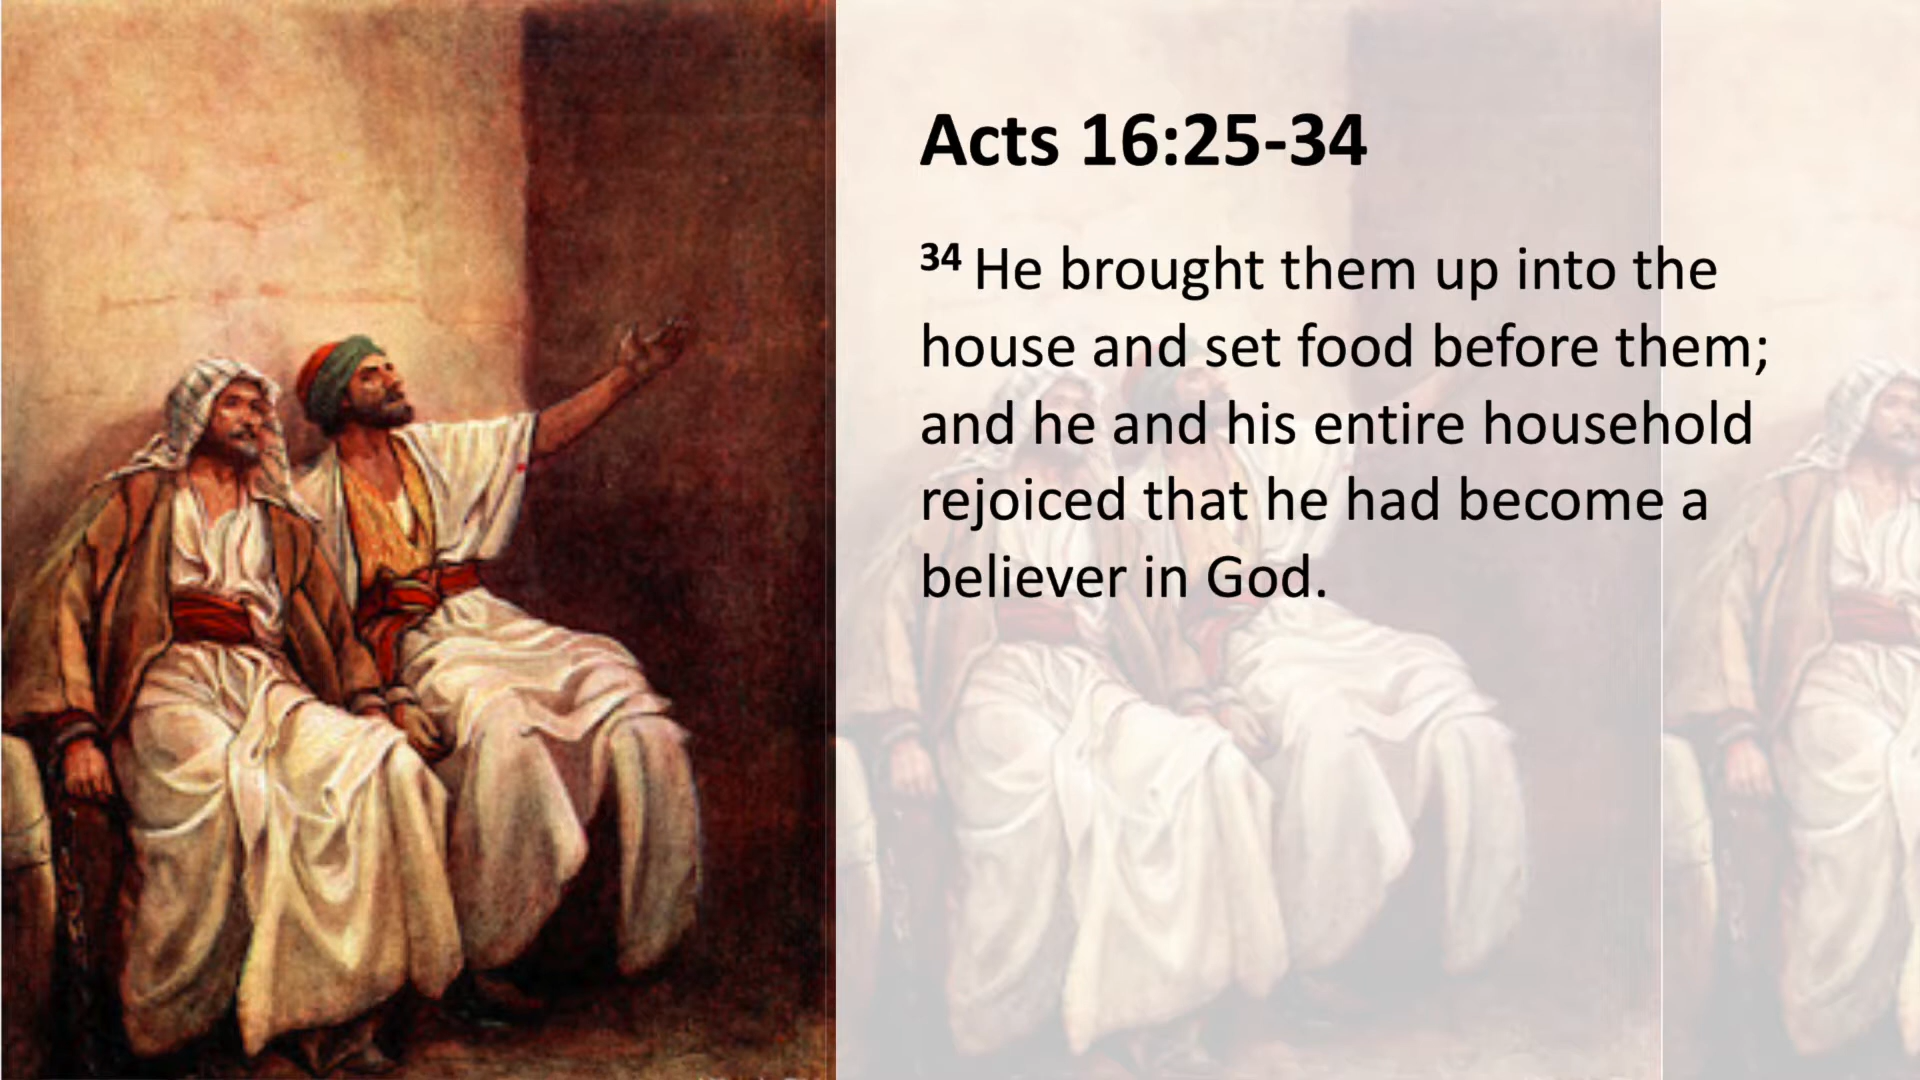 Acts 16:25-34
34 He brought them up into the
house and set food before them;
and he and his entire household
rejoiced that he had become a
believer in God.